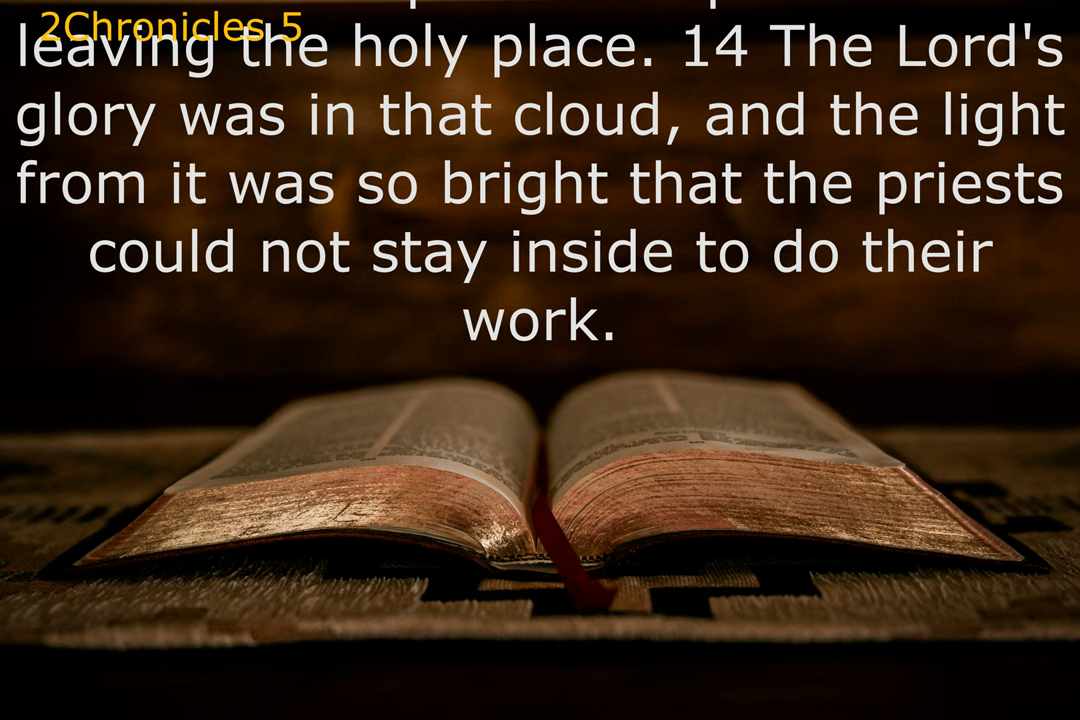 2Chronicles 5
leaving the holy place. 14 The Lord's
glory was in that cloud, and the light
from it was so bright that the priests
could not stay inside to do their
work.